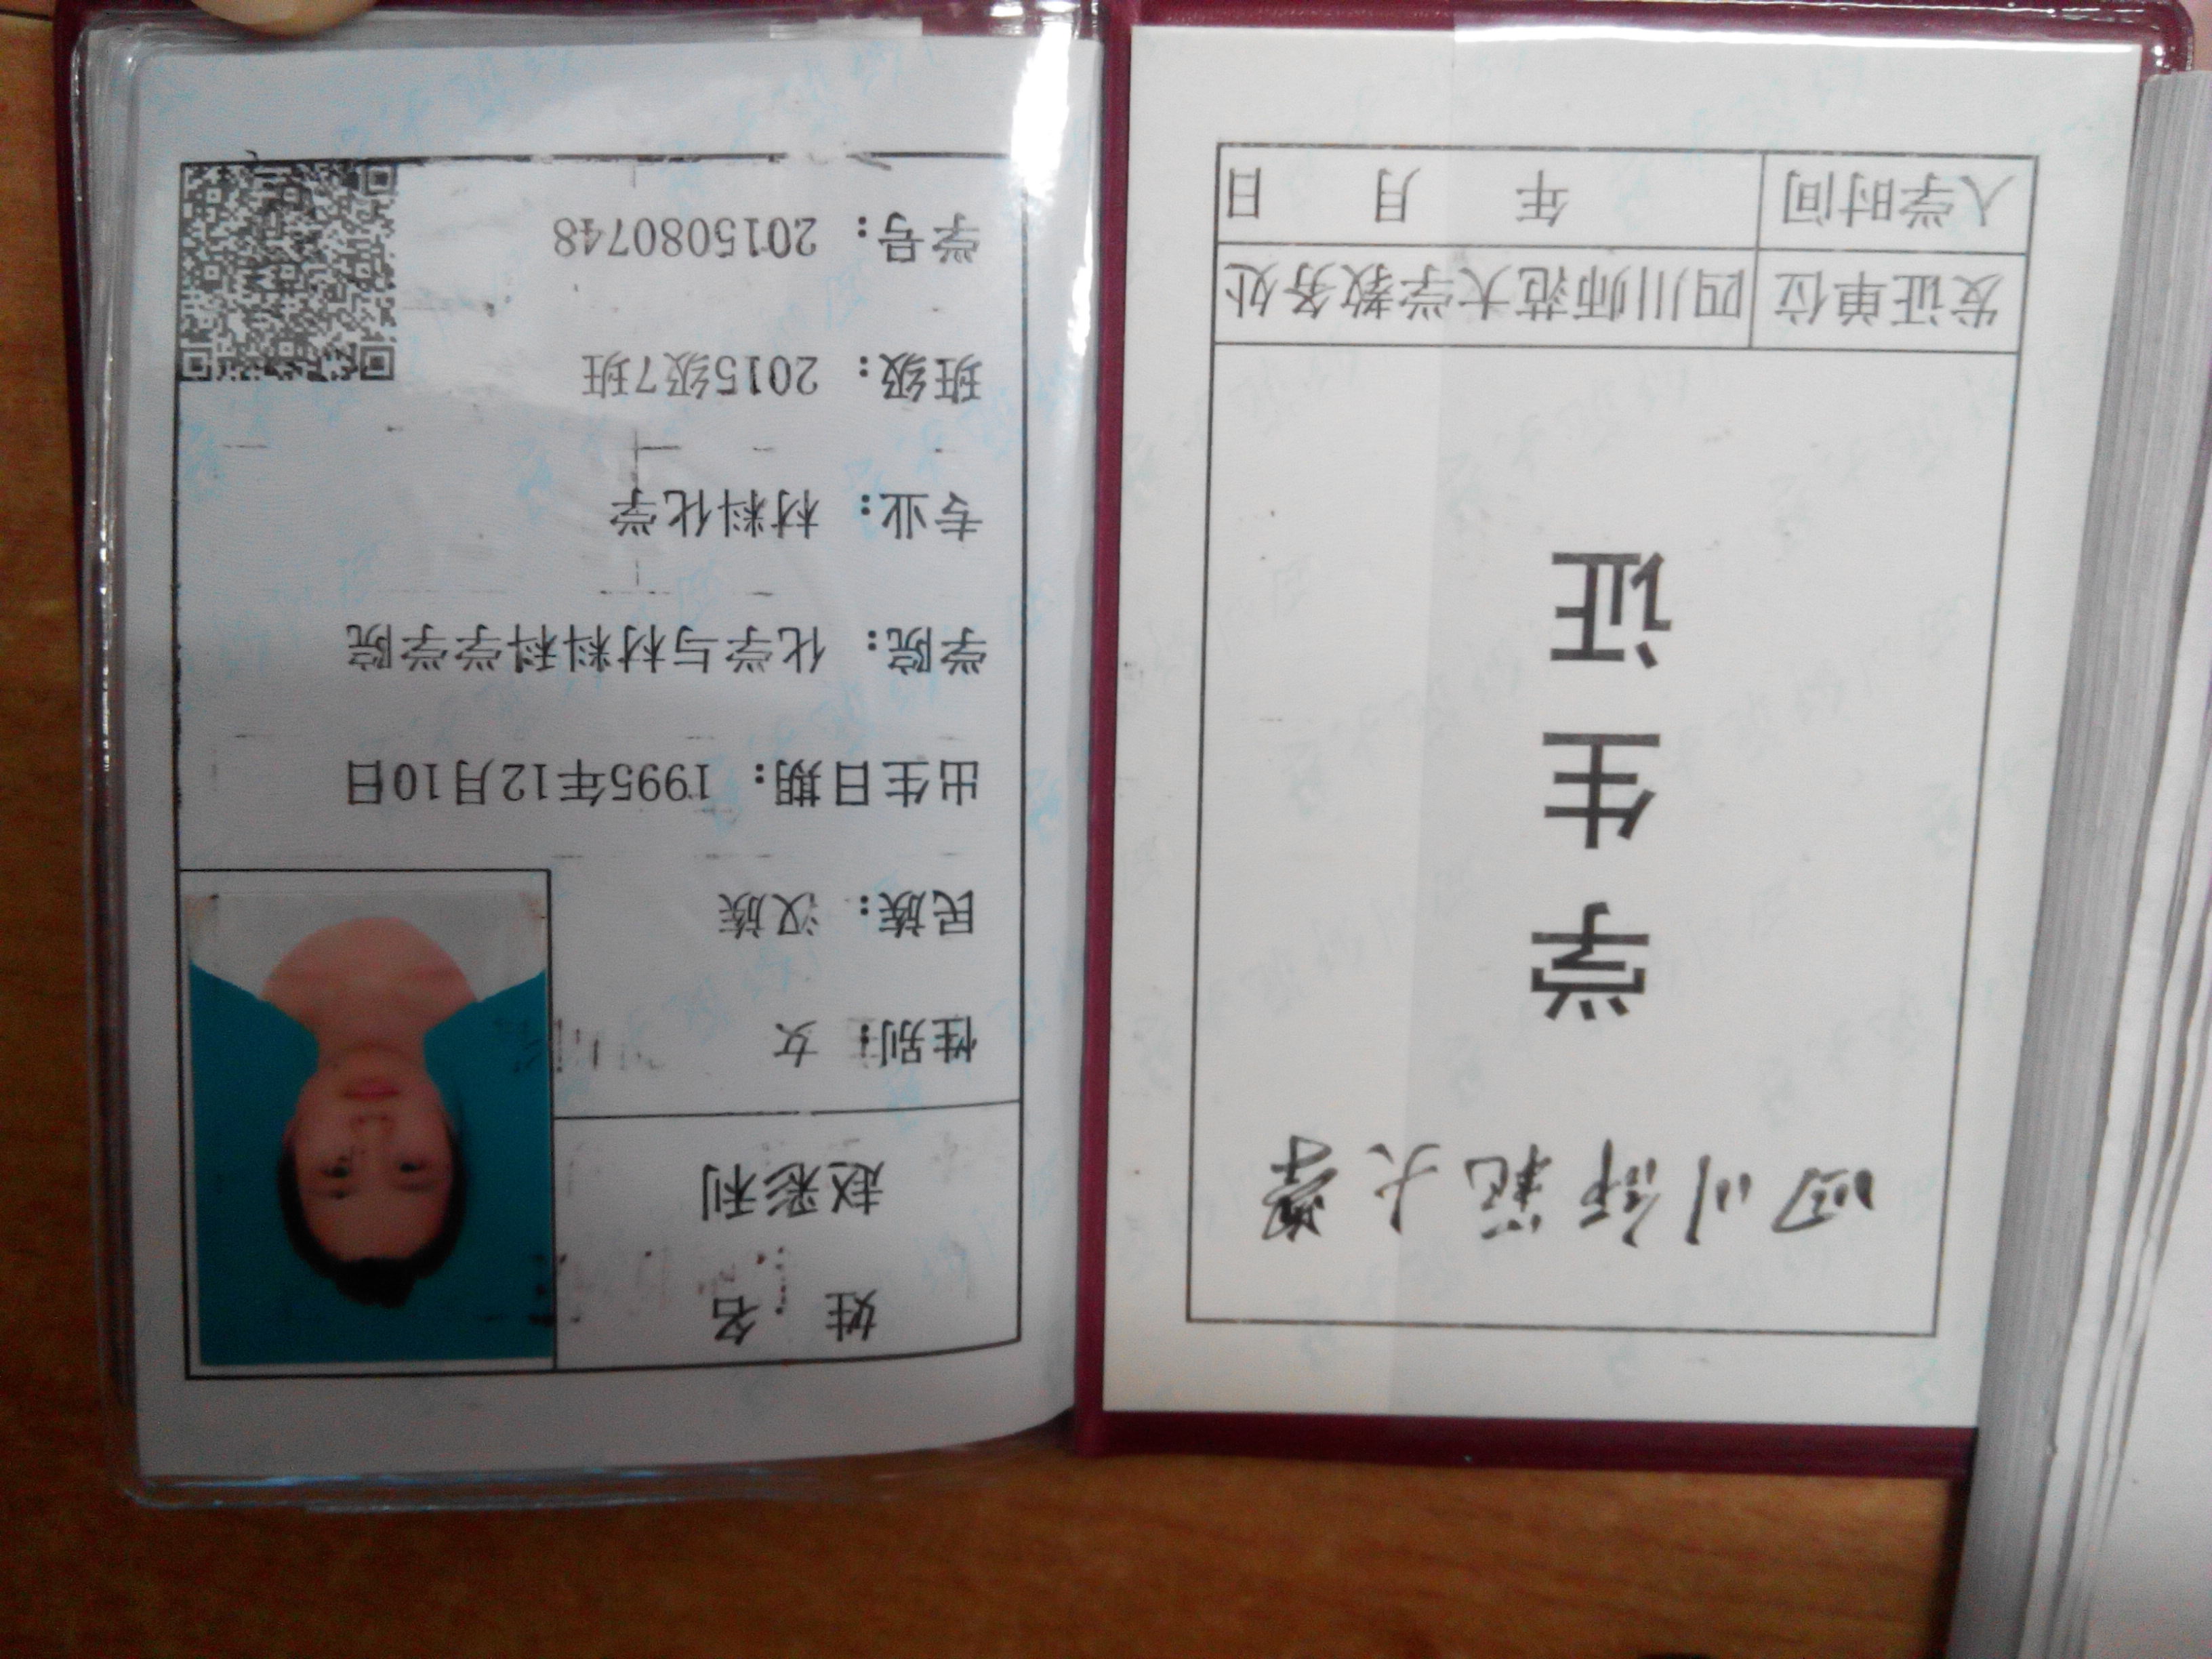 四川师范大学
学
生
证
发证单位 四川师范大学教务处
入学时间 年 月 日
姓 名
赵彩利
性别: 女
民族: 汉族
出生日期: 1995年12月10日
学院: 化学与材料科学学院
专业: 材料化学
班级: 2015级7班
学号: 2015080748